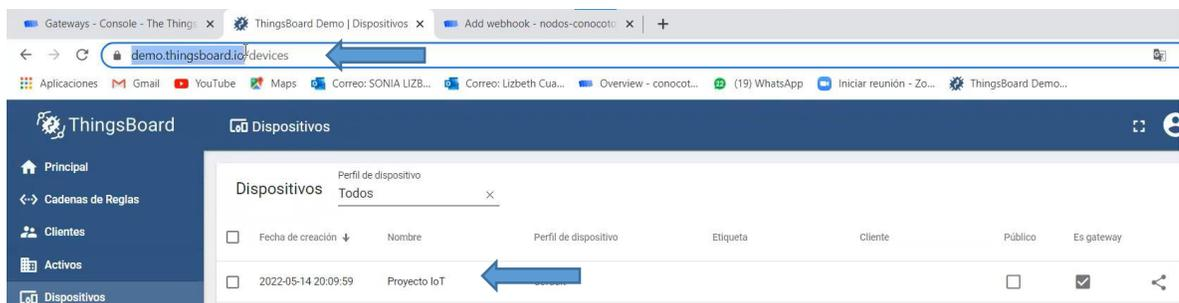 Gateways - Console - The Things
ThingsBoard Demo | Dispositivos
Add webhook - nodos-conocoto
demo.thingsboard.io/devices
Aplicaciones
Gmail
YouTube
Maps
Correo: SONIA LIZB...
Correo: Lizbeth Cua...
Overview - conocot...
(19) WhatsApp
Iniciar reunión - Zo...
ThingsBoard Demo...
ThingsBoard
Dispositivos
Principal
Cadenas de Reglas
Clientes
Activos
Dispositivos
Dispositivos
Perfil de dispositivo
Todos
Fecha de creación
Nombre
Perfil de dispositivo
Etiqueta
Cliente
Público
Es gateway
2022-05-14 20:09:59
Proyecto IoT